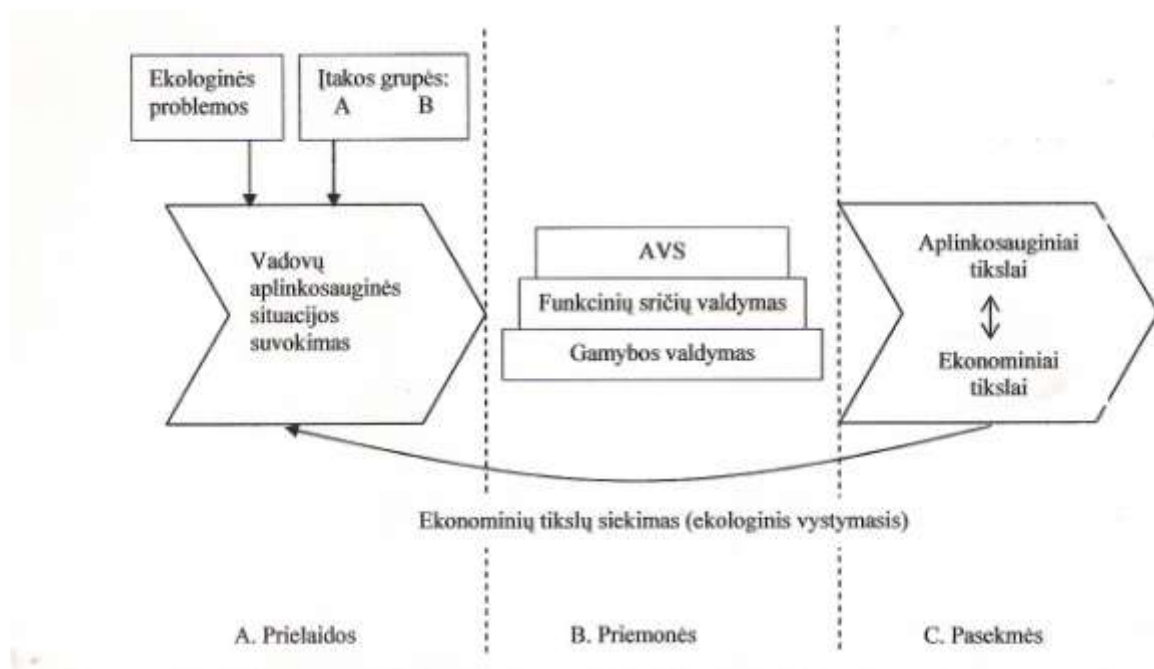 Ekologinės
problemos
Įtakos grupės:
A B
Vadovų
aplinkosauginės
situacijos
suvokimas
AVS
Funkcinių sričių valdymas
Gamybos valdymas
Aplinkosauginiai
tikslai
Ekonominiai
tikslai
Ekonominių tikslų siekimas (ekologinis vystymasis)
A. Prielaidos
B. Priemonės
C. Pasekmės